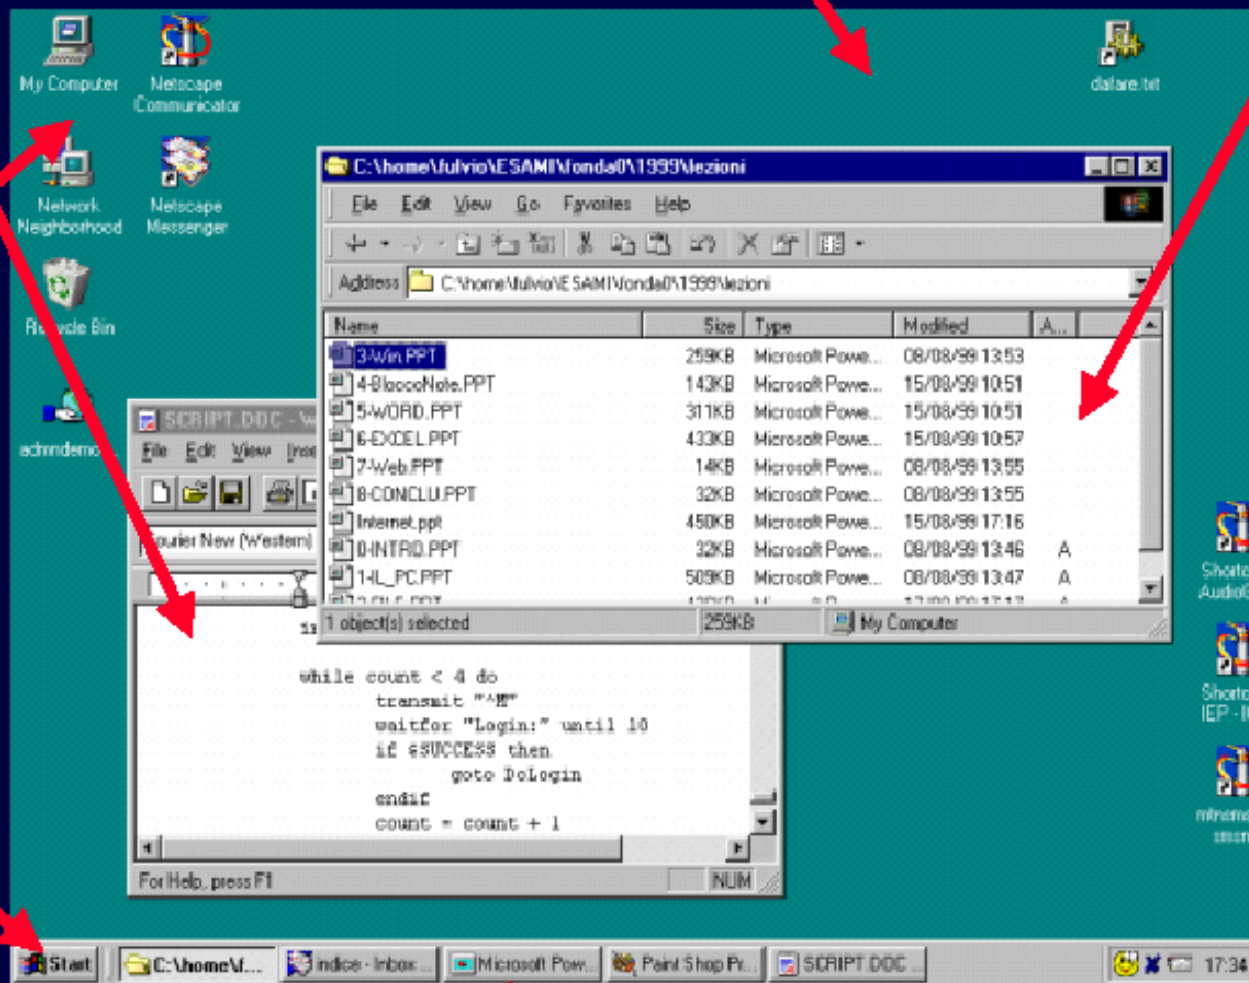 My Computer
Netscape
Communicator
dafare.txt
Network
Neighborhood
Netscape
Messenger
Recycle Bin
C:\home\fulvio\ESAMI\fonda0\1999\lezioni
File Edit View Go Favorites Help
Address C:\home\fulvio\ESAMI\fonda0\1999\lezioni
Name Size Type Modified A...
3-Win.PPT 259KB Microsoft Powe... 08/08/99 13:53
4-BloccoNote.PPT 143KB Microsoft Powe... 15/08/99 10:51
5-WORD.PPT 311KB Microsoft Powe... 15/08/99 10:51
6-EXCEL.PPT 433KB Microsoft Powe... 15/08/99 10:57
7-Web.PPT 14KB Microsoft Powe... 08/08/99 13:55
8-CONCLU.PPT 32KB Microsoft Powe... 08/08/99 13:55
Internet.ppt 450KB Microsoft Powe... 15/08/99 17:16
0-INTRO.PPT 32KB Microsoft Powe... 08/08/99 13:46 A
1-IL_PC.PPT 509KB Microsoft Powe... 08/08/99 13:47 A
1 object(s) selected 259KB My Computer
SCRIPT.DOC - W
File Edit View Inse
Courier New (Western)
while count < 4 do
transmit "^M"
waitfor "Login:" until 10
if $SUCCESS then
goto DoLogin
endif
count = count + 1
For Help, press F1 NUM
Start C:\home\f... indice - Inbox ... Microsoft Pow... Paint Shop Pr... SCRIPT.DOC ... 17:34